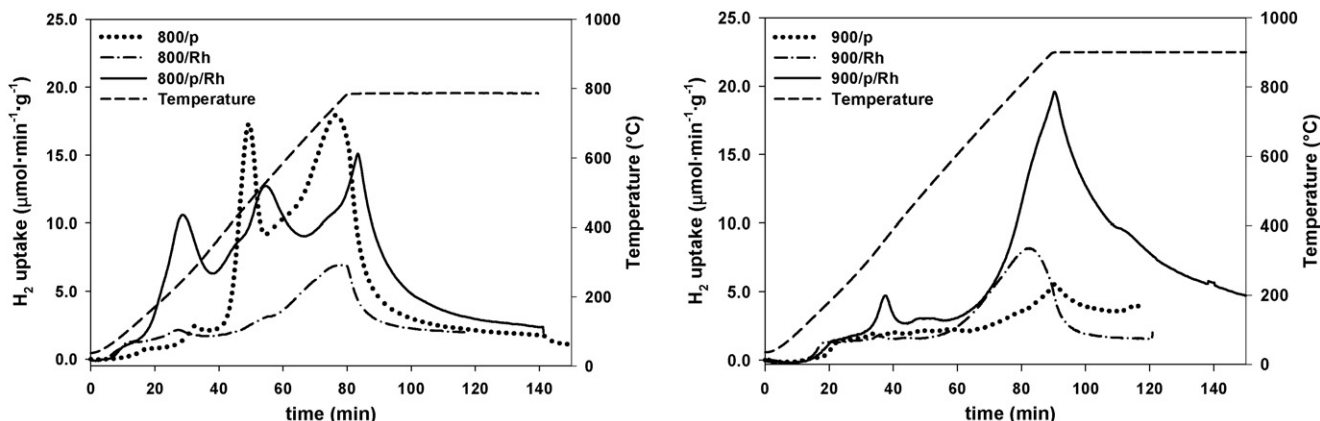 25.0
20.0
15.0
10.0
5.0
0.0
H₂ uptake (μmol·min⁻¹·g⁻¹)
800/p
800/Rh
800/p/Rh
Temperature
1000
800
600
400
200
0
Temperature (°C)
0 20 40 60 80 100 120 140
time (min)
25.0
20.0
15.0
10.0
5.0
0.0
H₂ uptake (μmol·min⁻¹·g⁻¹)
900/p
900/Rh
900/p/Rh
Temperature
1000
800
600
400
200
0
Temperature (°C)
0 20 40 60 80 100 120 140
time (min)